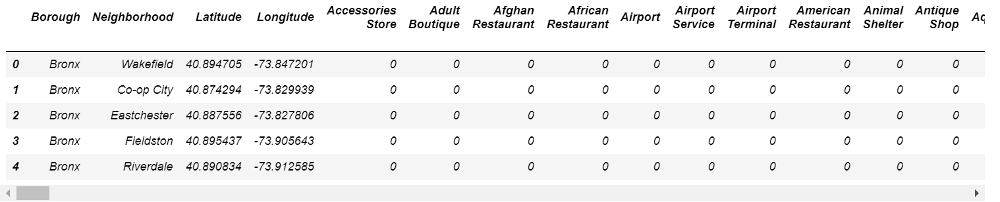 Borough Neighborhood Latitude Longitude Accessories Store Adult Boutique Afghan Restaurant African Restaurant Airport Airport Service Airport Terminal American Restaurant Animal Shelter Antique Shop
0 Bronx Wakefield 40.894705 -73.847201 0 0 0 0 0 0 0 0 0 0
1 Bronx Co-op City 40.874294 -73.829939 0 0 0 0 0 0 0 0 0 0
2 Bronx Eastchester 40.887556 -73.827806 0 0 0 0 0 0 0 0 0 0
3 Bronx Fieldston 40.895437 -73.905643 0 0 0 0 0 0 0 0 0 0
4 Bronx Riverdale 40.890834 -73.912585 0 0 0 0 0 0 0 0 0 0